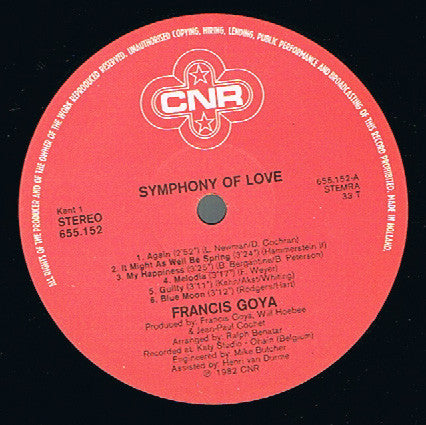 ALL RIGHTS OF THE PRODUCER AND OF THE OWNER OF THE WORK REPRODUCED RESERVED. UNAUTHORISED COPYING, HIRING, LENDING, PUBLIC PERFORMANCE AND BROADCASTING OF THIS RECORD PROHIBITED. MADE IN HOLLAND.
CNR
SYMPHONY OF LOVE
Kant 1
STEREO
655.152
655.152-A
STEMRA
33 T
1. Again (2'52") (L. Newman/D. Cochran)
2. It Might As Well Be Spring (3'24") (Hammerstein II)
3. My Happiness (3'25") (B. Bergantine/B. Peterson)
4. Melodia (3'17") (F. Weyer)
5. Guilty (3'11") (Kahn/Akst/Whiting)
6. Blue Moon (3'12") (Rodgers/Hart)
FRANCIS GOYA
Produced by: Francis Goya, Will Hoebee
& Jean-Paul Counet
Arranged by: Ralph Benatar
Recorded at: Katy Studio - Ohain (Belgium)
Engineered by: Mike Butcher
Assisted by: Henri van Durme
℗ 1982 CNR